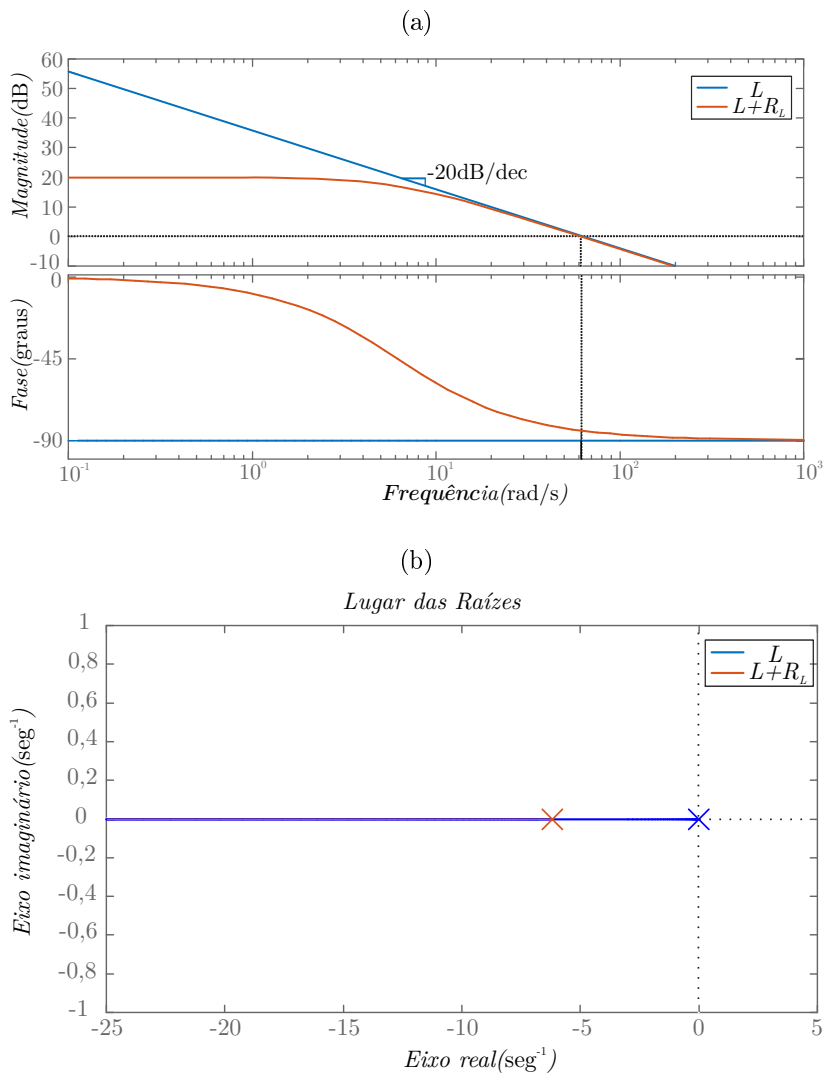 (a)
Magnitude(dB)
60
50
40
30
20
10
0
-10
L
L+R_L
-20dB/dec
Fase(graus)
0
-45
-90
10^-1
10^0
10^1
10^2
10^3
Frequência(rad/s)
(b)
Lugar das Raízes
Eixo imaginário(seg^-1)
1
0,8
0,6
0,4
0,2
0
-0,2
-0,4
-0,6
-0,8
-1
L
L+R_L
-25
-20
-15
-10
-5
0
5
Eixo real(seg^-1)